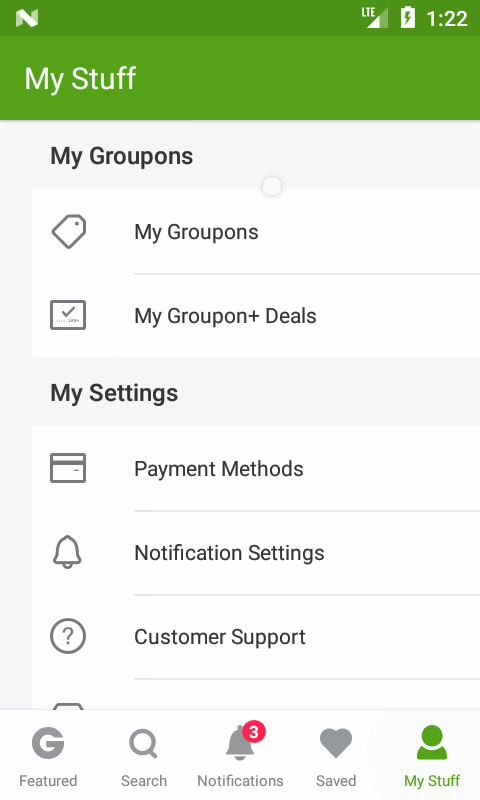 LTE 1:22
My Stuff
My Groupons
My Groupons
My Groupon+ Deals
My Settings
Payment Methods
Notification Settings
? Customer Support
G 3
Featured Search Notifications Saved My Stuff